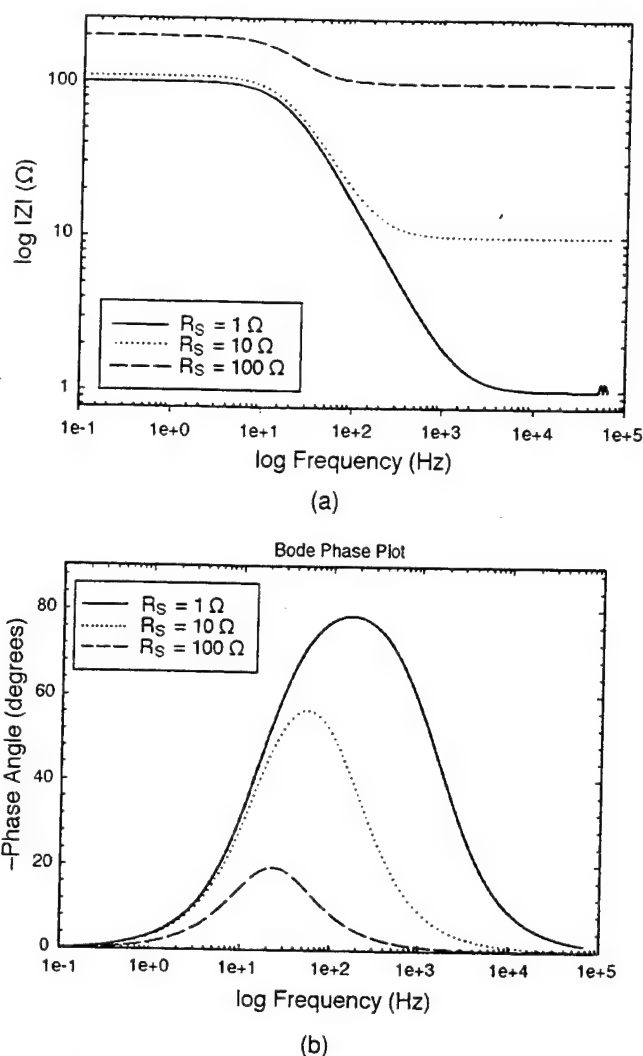 100
10
1
log |Z| (Ω)
R_S = 1 Ω
R_S = 10 Ω
R_S = 100 Ω
1e-1 1e+0 1e+1 1e+2 1e+3 1e+4 1e+5
log Frequency (Hz)
(a)
Bode Phase Plot
80
60
40
20
0
–Phase Angle (degrees)
R_S = 1 Ω
R_S = 10 Ω
R_S = 100 Ω
1e-1 1e+0 1e+1 1e+2 1e+3 1e+4 1e+5
log Frequency (Hz)
(b)